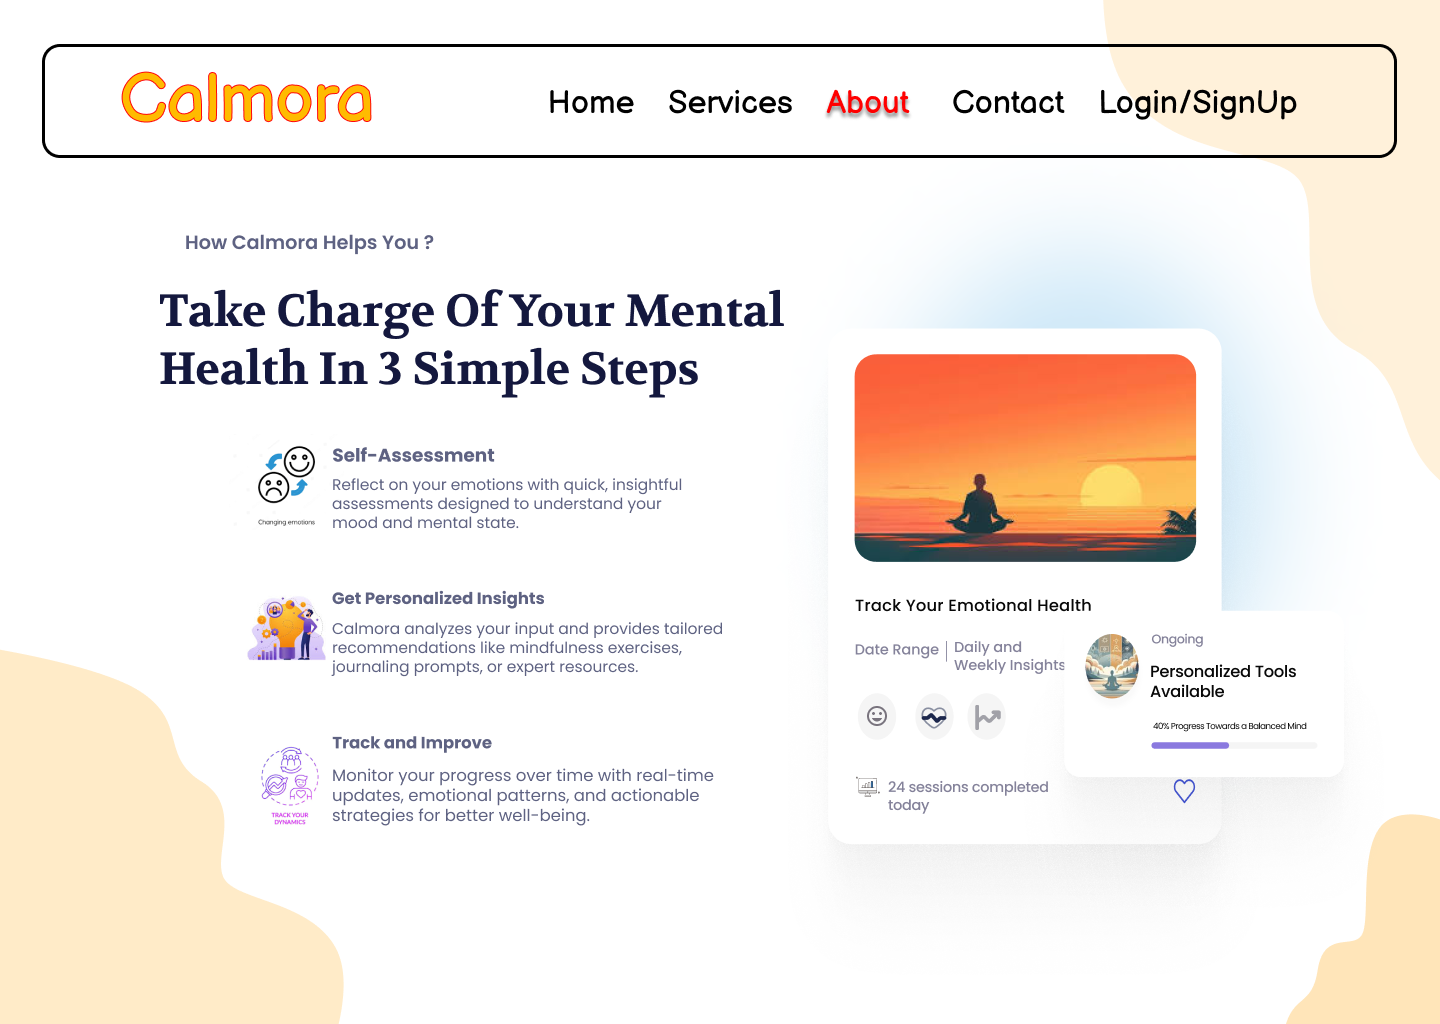 Calmora
Home Services About Contact Login/SignUp
How Calmora Helps You ?
Take Charge Of Your Mental
Health In 3 Simple Steps
Changing emotions
Self-Assessment
Reflect on your emotions with quick, insightful
assessments designed to understand your
mood and mental state.
Get Personalized Insights
Calmora analyzes your input and provides tailored
recommendations like mindfulness exercises,
journaling prompts, or expert resources.
TRACK YOUR
DYNAMICS
Track and Improve
Monitor your progress over time with real-time
updates, emotional patterns, and actionable
strategies for better well-being.
Track Your Emotional Health
Date Range
Daily and
Weekly Insights
24 sessions completed
today
Ongoing
Personalized Tools
Available
40% Progress Towards a Balanced Mind